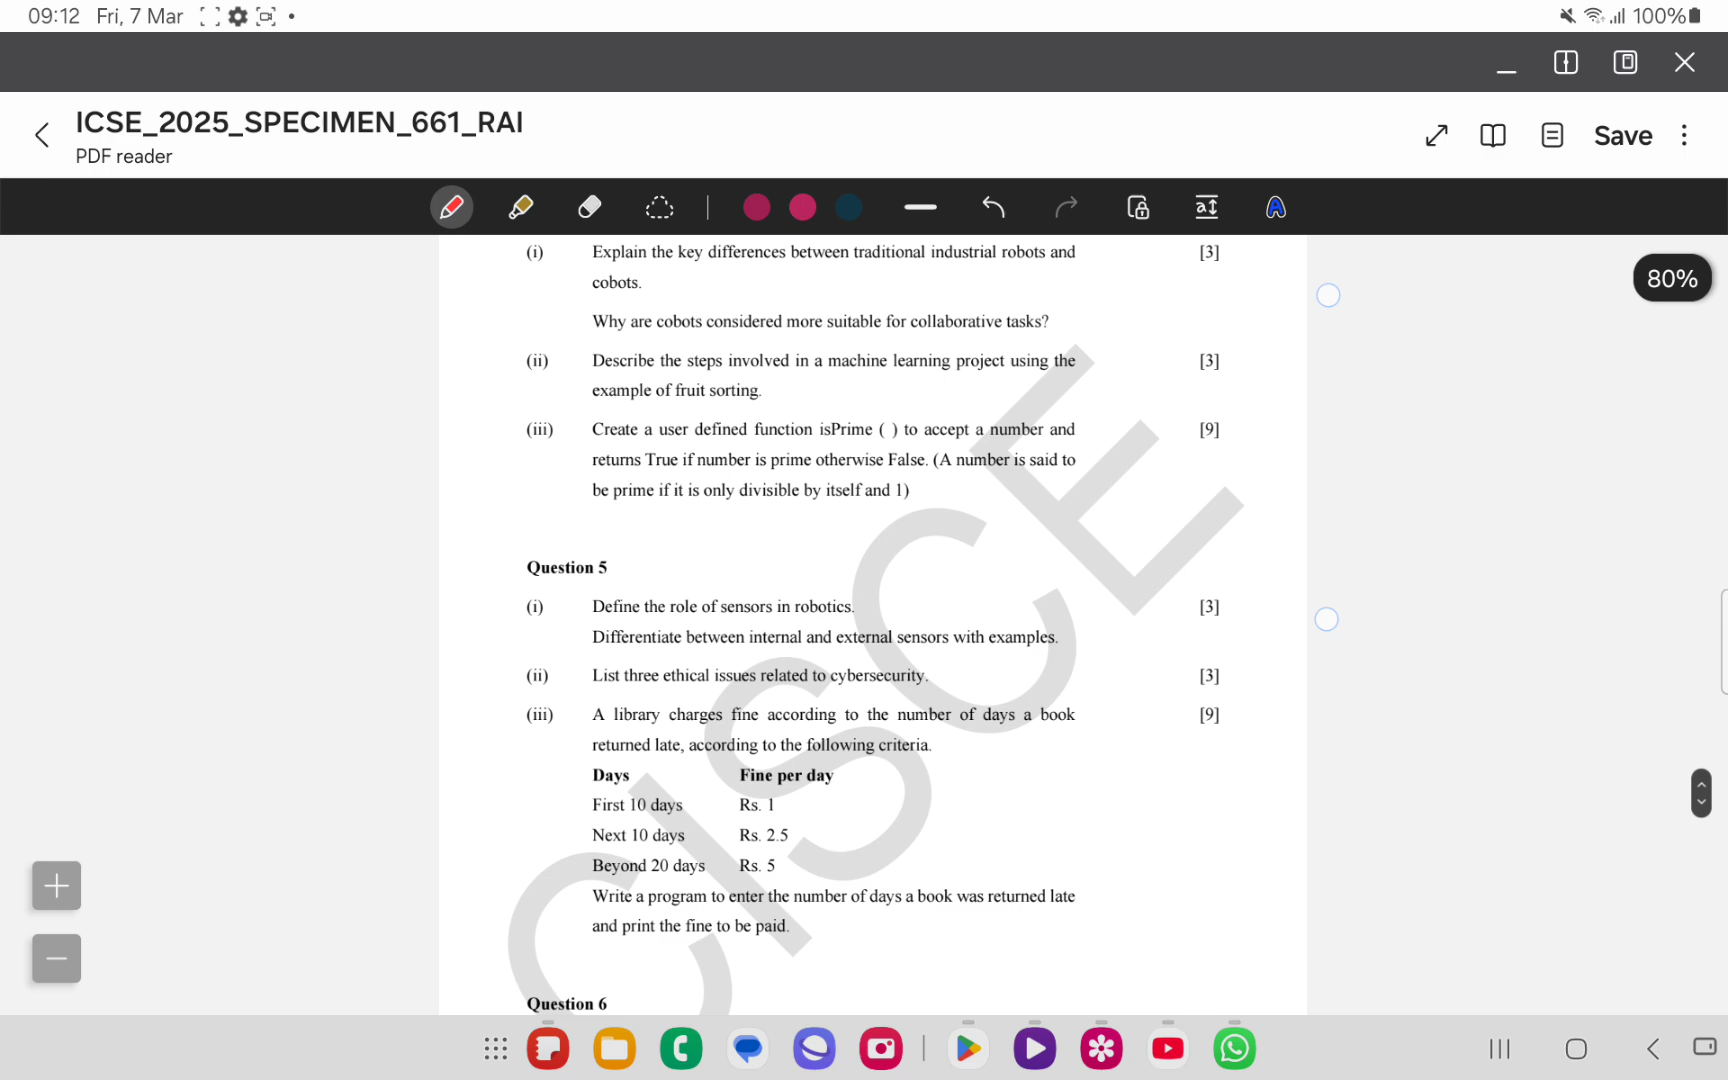 09:12 Fri, 7 Mar
100%
ICSE_2025_SPECIMEN_661_RAI
PDF reader
Save
80%
(i) Explain the key differences between traditional industrial robots and [3]
cobots.
Why are cobots considered more suitable for collaborative tasks?
(ii) Describe the steps involved in a machine learning project using the [3]
example of fruit sorting.
(iii) Create a user defined function isPrime ( ) to accept a number and [9]
returns True if number is prime otherwise False. (A number is said to
be prime if it is only divisible by itself and 1)
Question 5
(i) Define the role of sensors in robotics. [3]
Differentiate between internal and external sensors with examples.
(ii) List three ethical issues related to cybersecurity. [3]
(iii) A library charges fine according to the number of days a book [9]
returned late, according to the following criteria.
Days Fine per day
First 10 days Rs. 1
Next 10 days Rs. 2.5
Beyond 20 days Rs. 5
Write a program to enter the number of days a book was returned late
and print the fine to be paid.
Question 6
CISCE